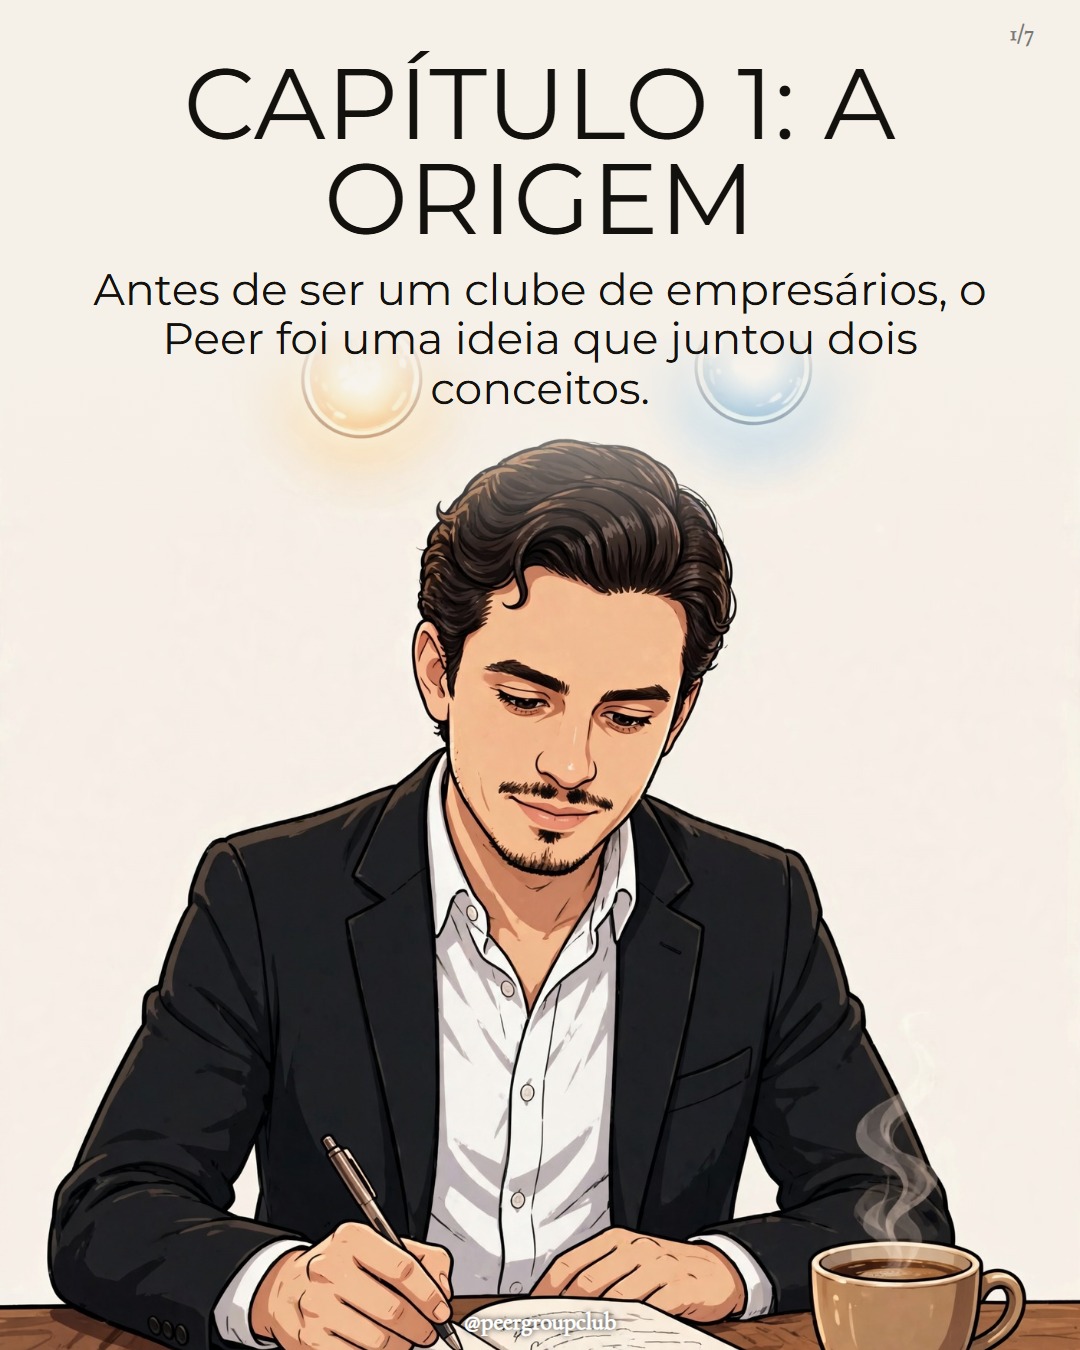 1/7
CAPÍTULO 1: A
ORIGEM
Antes de ser um clube de empresários, o
Peer foi uma ideia que juntou dois
conceitos.
@peergroupclub